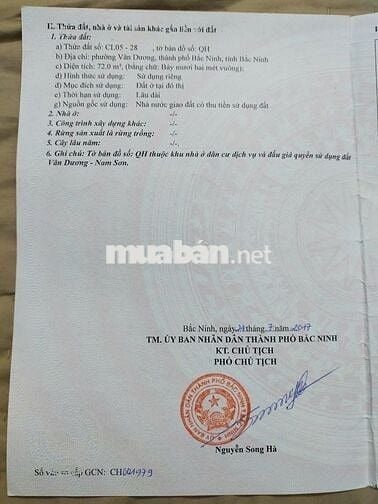 II. Thửa đất, nhà ở và tài sản khác gắn liền với đất
1. Thửa đất:
a) Thửa đất số: CL05 - 28 , tờ bản đồ số: QH
b) Địa chỉ: phường Vân Dương, thành phố Bắc Ninh, tỉnh Bắc Ninh
c) Diện tích: 72.0 m², (bằng chữ: Bảy mươi hai mét vuông);
d) Hình thức sử dụng: Sử dụng riêng
đ) Mục đích sử dụng: Đất ở tại đô thị
e) Thời hạn sử dụng: Lâu dài
g) Nguồn gốc sử dụng: Nhà nước giao đất có thu tiền sử dụng đất
2. Nhà ở: -/-
3. Công trình xây dựng khác: -/-
4. Rừng sản xuất là rừng trồng: -/-
5. Cây lâu năm: -/-
6. Ghi chú: Tờ bản đồ số: QH thuộc khu nhà ở dân cư dịch vụ và đấu giá quyền sử dụng đất
Vân Dương - Nam Sơn.
muaban.net
Bắc Ninh, ngày 21 tháng 7 năm 2017
TM. ỦY BAN NHÂN DÂN THÀNH PHỐ BẮC NINH
KT. CHỦ TỊCH
PHÓ CHỦ TỊCH
Nguyễn Song Hà
Số vào sổ cấp GCN: CH01979